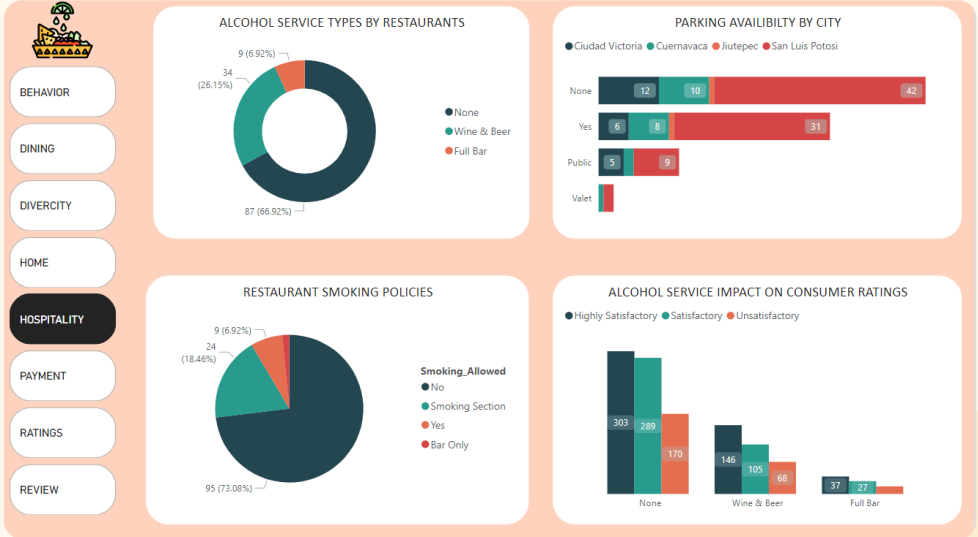 BEHAVIOR
DINING
DIVERCITY
HOME
HOSPITALITY
PAYMENT
RATINGS
REVIEW
ALCOHOL SERVICE TYPES BY RESTAURANTS
9 (6.92%)
34
(26.15%)
87 (66.92%)
None
Wine & Beer
Full Bar
PARKING AVAILIBILTY BY CITY
Ciudad Victoria Cuernavaca Jiutepec San Luis Potosi
None 12 10 42
Yes 6 8 31
Public 5 9
Valet
RESTAURANT SMOKING POLICIES
9 (6.92%)
24
(18.46%)
95 (73.08%)
Smoking_Allowed
No
Smoking Section
Yes
Bar Only
ALCOHOL SERVICE IMPACT ON CONSUMER RATINGS
Highly Satisfactory Satisfactory Unsatisfactory
303 289 170
146 105 68
37 27
None Wine & Beer Full Bar